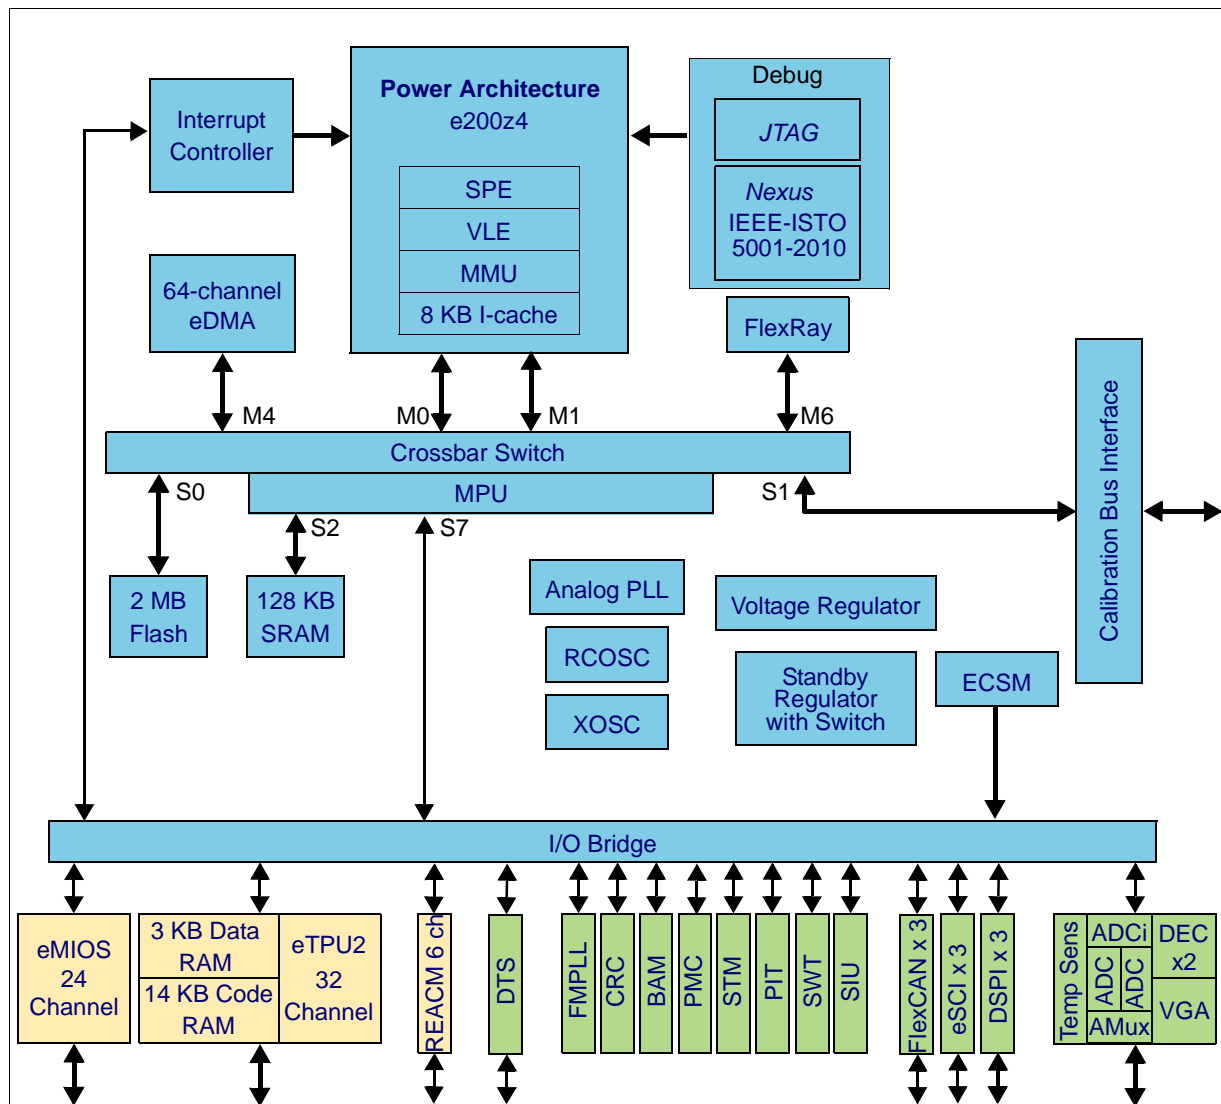 Power Architecture
e200z4
SPE
VLE
MMU
8 KB I-cache
Interrupt
Controller
Debug
JTAG
Nexus
IEEE-ISTO
5001-2010
64-channel
eDMA
FlexRay
M4
M0
M1
M6
Crossbar Switch
MPU
S0
S2
S7
S1
Calibration Bus Interface
2 MB
Flash
128 KB
SRAM
Analog PLL
RCOSC
XOSC
Voltage Regulator
Standby
Regulator
with Switch
ECSM
I/O Bridge
eMIOS
24
Channel
3 KB Data
RAM
14 KB Code
RAM
eTPU2
32
Channel
REACM 6 ch
DTS
FMPLL
CRC
BAM
PMC
STM
PIT
SWT
SIU
FlexCAN x 3
eSCI x 3
DSPI x 3
Temp Sens
ADCi
ADC
ADC
AMux
DEC
x2
VGA